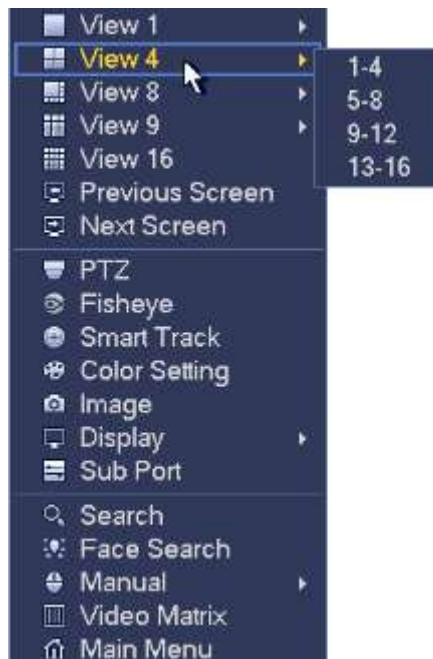 View 1
View 4
View 8
View 9
View 16
Previous Screen
Next Screen
PTZ
Fisheye
Smart Track
Color Setting
Image
Display
Sub Port
Search
Face Search
Manual
Video Matrix
Main Menu
1-4
5-8
9-12
13-16